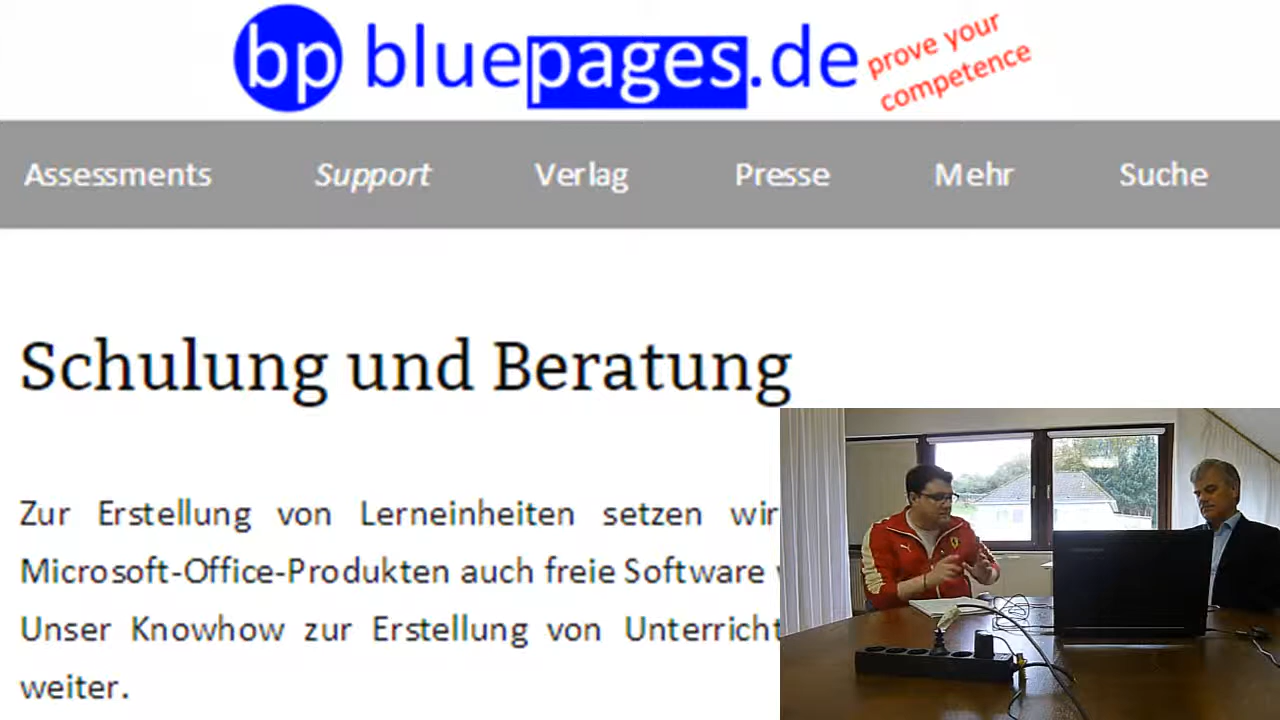 bp bluepages.de
prove your
competence
Assessments Support Verlag Presse Mehr Suche
Schulung und Beratung
Zur Erstellung von Lerneinheiten setzen wir
Microsoft-Office-Produkten auch freie Software
Unser Knowhow zur Erstellung von Unterricht
weiter.